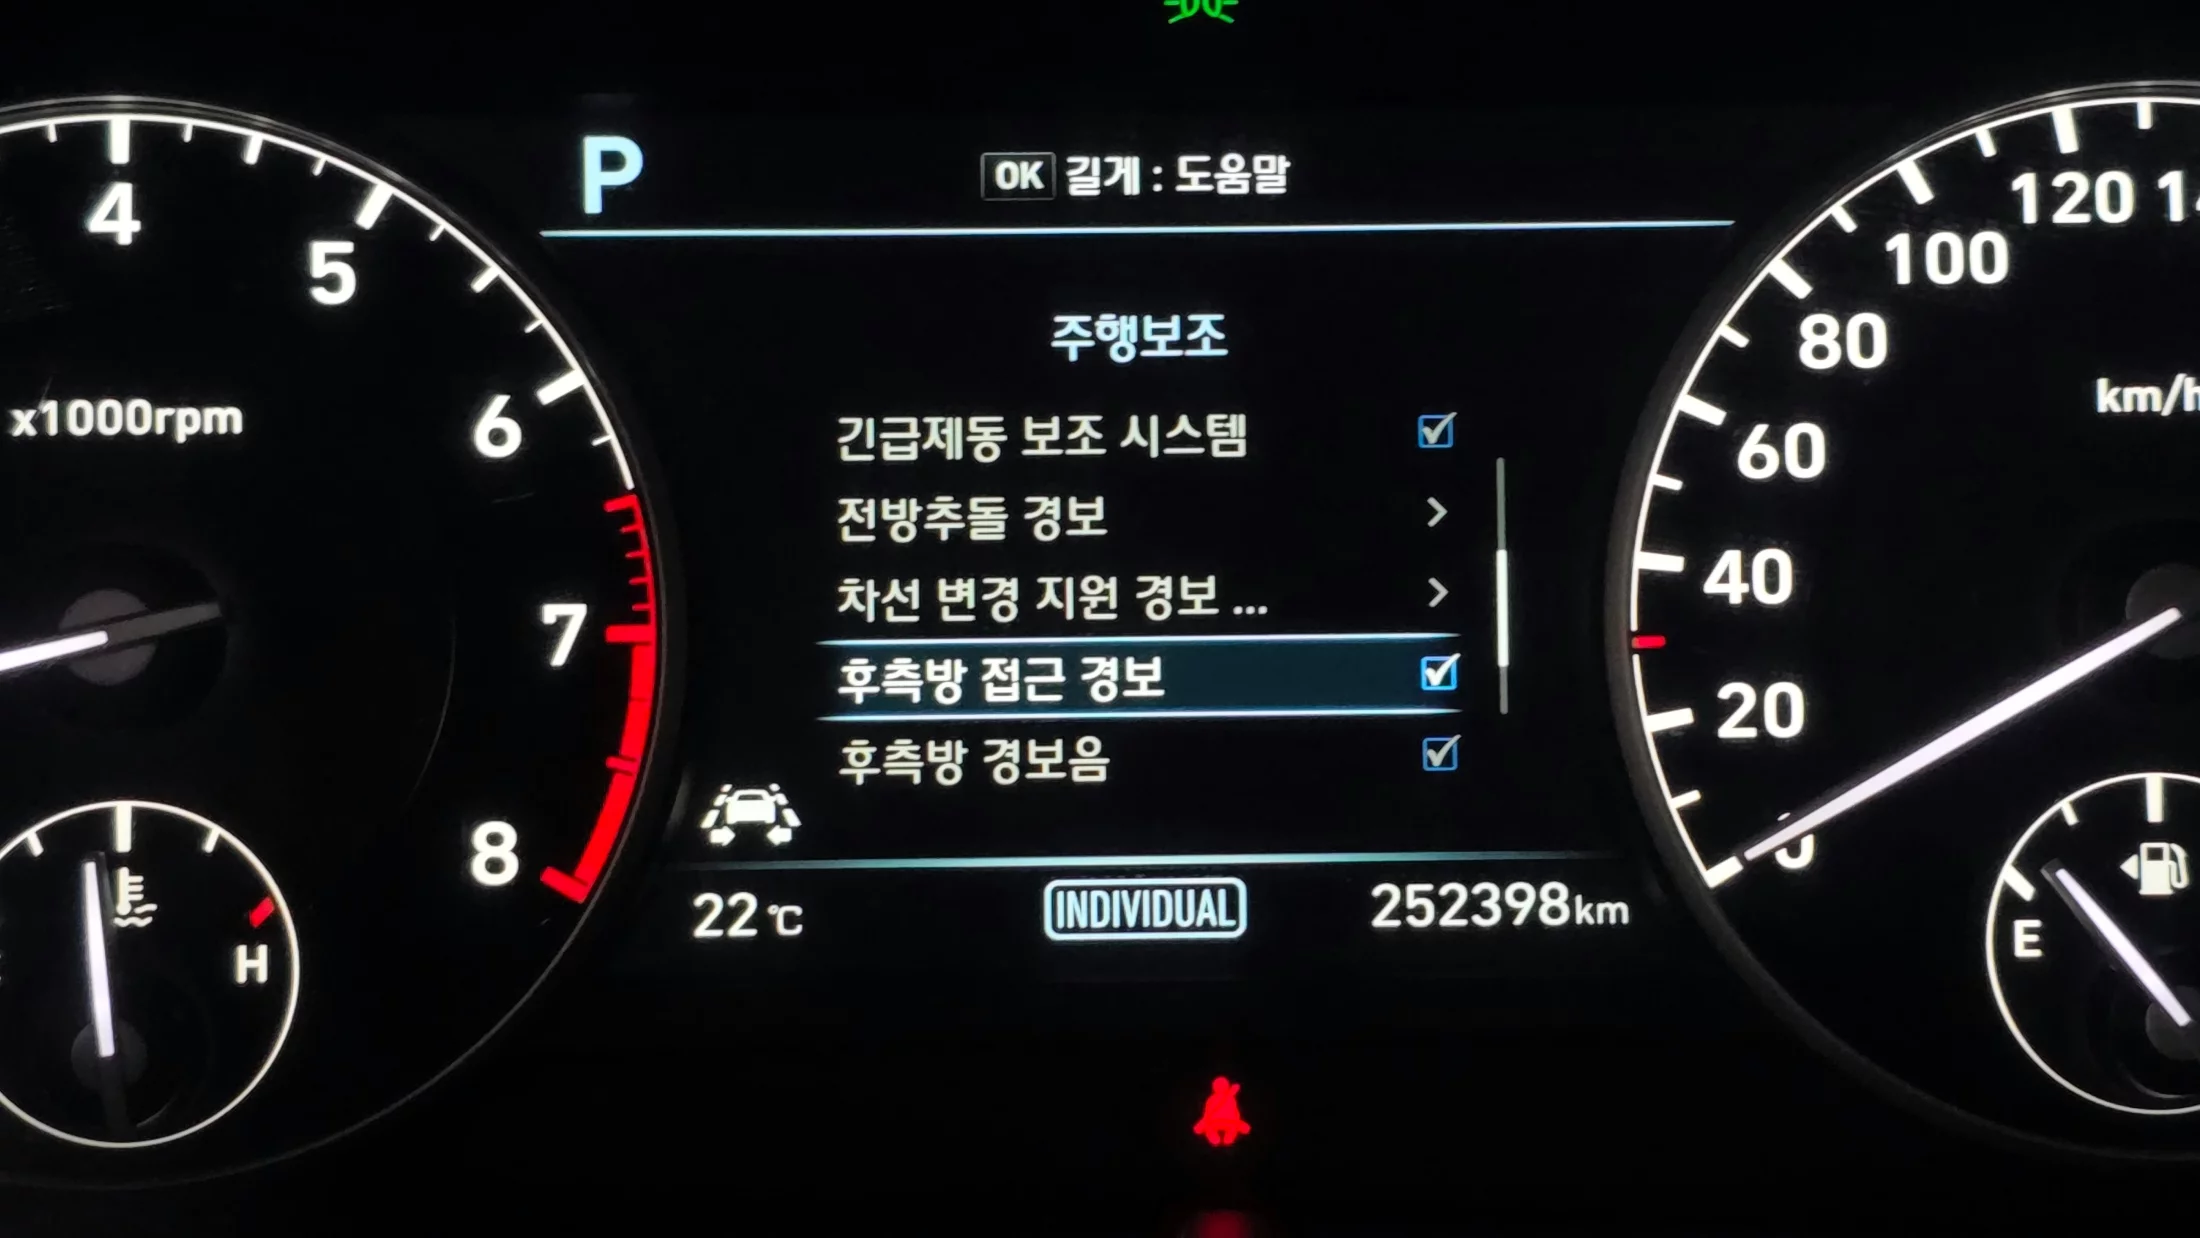 P
OK 길게 : 도움말
주행보조
긴급제동 보조 시스템
전방추돌 경보
차선 변경 지원 경보 ...
후측방 접근 경보
후측방 경보음
22 ℃
INDIVIDUAL
252398 km
4
5
6
7
8
x1000rpm
H
120
100
80
60
40
20
0
km/h
E